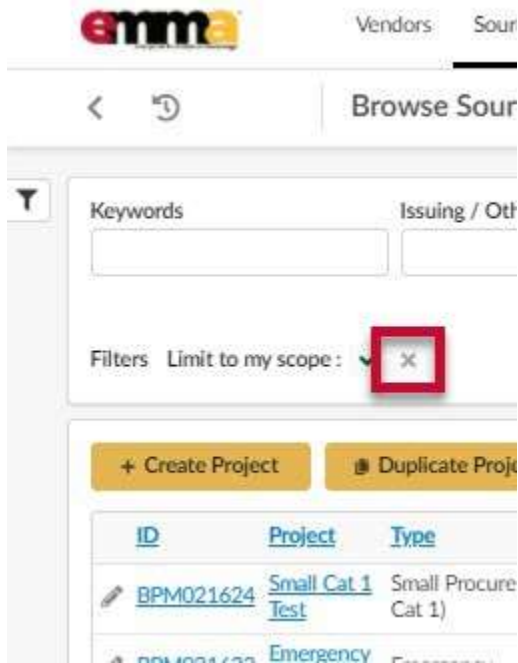 emma
Vendors Sour
Browse Sour
Keywords Issuing / Oth
Filters Limit to my scope :
+ Create Project Duplicate Proje
ID Project Type
BPM021624 Small Cat 1 Test Small Procure Cat 1)
Emergency